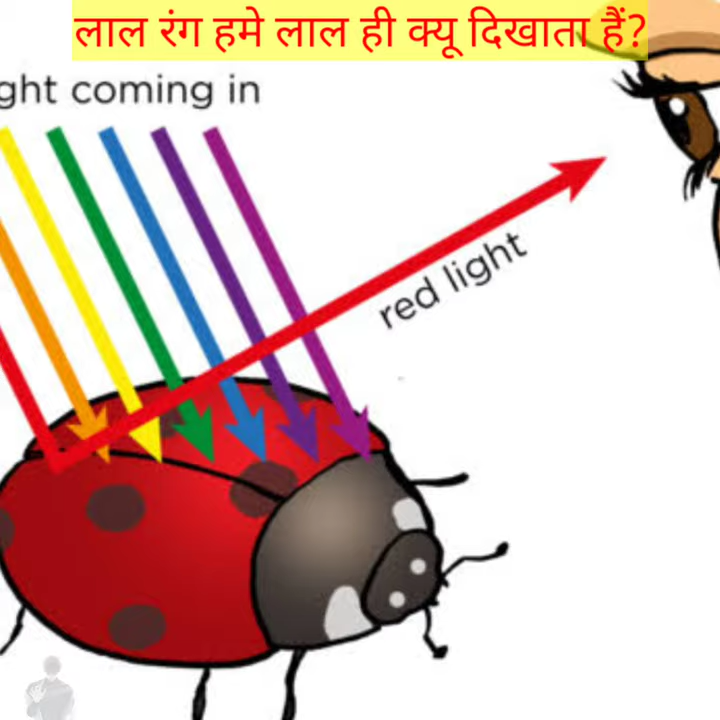 लाल रंग हमे लाल ही क्यू दिखाता हैं?
ght coming in
red light